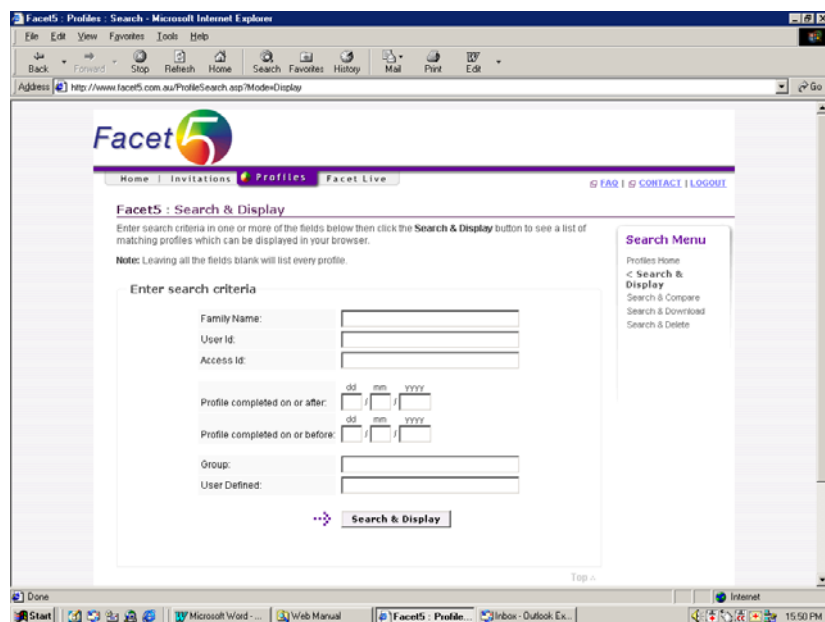 Facet5 : Profiles : Search - Microsoft Internet Explorer
File Edit View Favorites Tools Help
Back Forward Stop Refresh Home Search Favorites History Mail Print Edit
Address http://www.facet5.com.au/ProfileSearch.asp?Mode=Display Go
Facet5
Home | Invitations Profiles Facet Live
FAQ | CONTACT | LOGOUT
Facet5 : Search & Display
Enter search criteria in one or more of the fields below then click the Search & Display button to see a list of
matching profiles which can be displayed in your browser.
Note: Leaving all the fields blank will list every profile.
Search Menu
Profiles Home
< Search &
Display
Search & Compare
Search & Download
Search & Delete
Enter search criteria
Family Name:
User Id:
Access Id:
dd mm yyyy
Profile completed on or after: / /
dd mm yyyy
Profile completed on or before: / /
Group:
User Defined:
Search & Display
Top ^
Done Internet
Start Microsoft Word - ... Web Manual Facet5 : Profile... Inbox - Outlook Ex... 15:50 PM